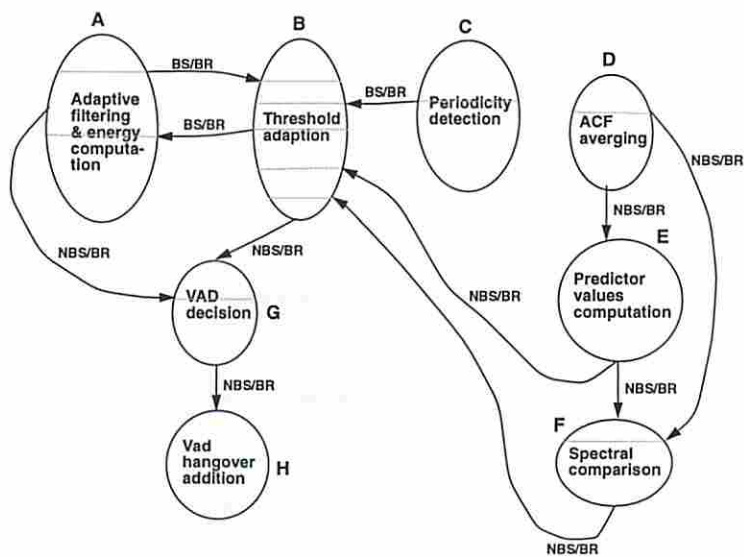 A
B
C
D
BS/BR
BS/BR
BS/BR
Adaptive
filtering
& energy
computa-
tion
Threshold
adaption
Periodicity
detection
ACF
averging
NBS/BR
NBS/BR
E
NBS/BR
NBS/BR
Predictor
values
computation
NBS/BR
VAD
decision
G
NBS/BR
NBS/BR
NBS/BR
F
Vad
hangover
addition
H
Spectral
comparison
NBS/BR